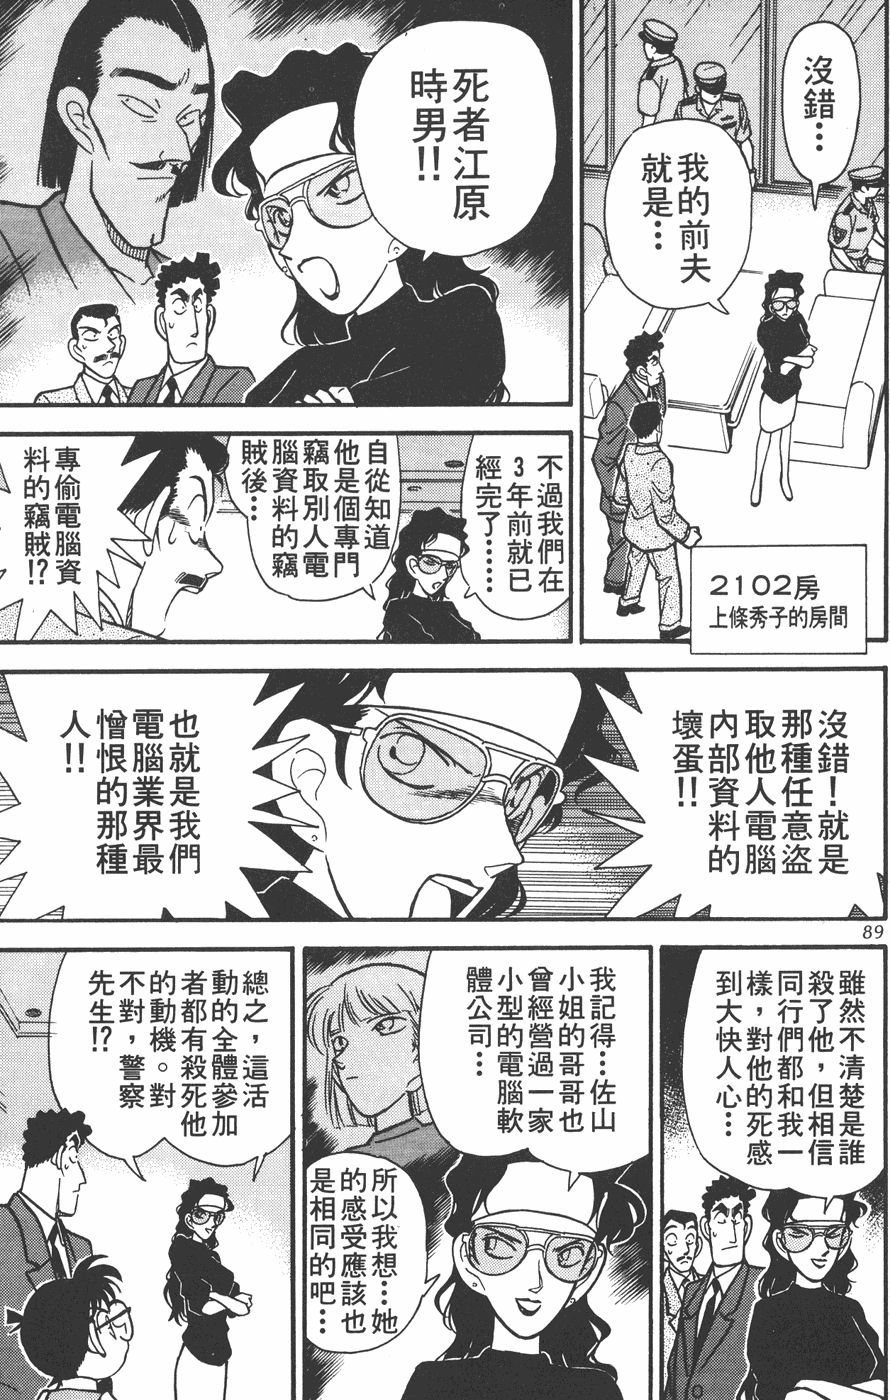 沒錯…
我的前夫
就是…
2102房
上條秀子的房間
死者江原
時男!!
不過我們在
3年前就已
經完了……
自從知道
他是個專門
竊取別人電
腦資料的竊
賊後…
專偷電腦資
料的竊賊!?
沒錯！就是
那種任意盜
取他人電腦
內部資料的
壞蛋!!
也就是我們
電腦業界最
憎恨的那種
人!!
89
雖然不清楚是誰
殺了他，但相信
同行們都和我一
樣，對他的死感
到大快人心…
我記得…佐山
小姐的哥哥也
曾經營過一家
小型的電腦軟
體公司…
所以我想…她
的感受應該也
是相同的吧…
總之，這活
動的全體參加
者都有殺死他
的動機。對
不對，警察
先生!?